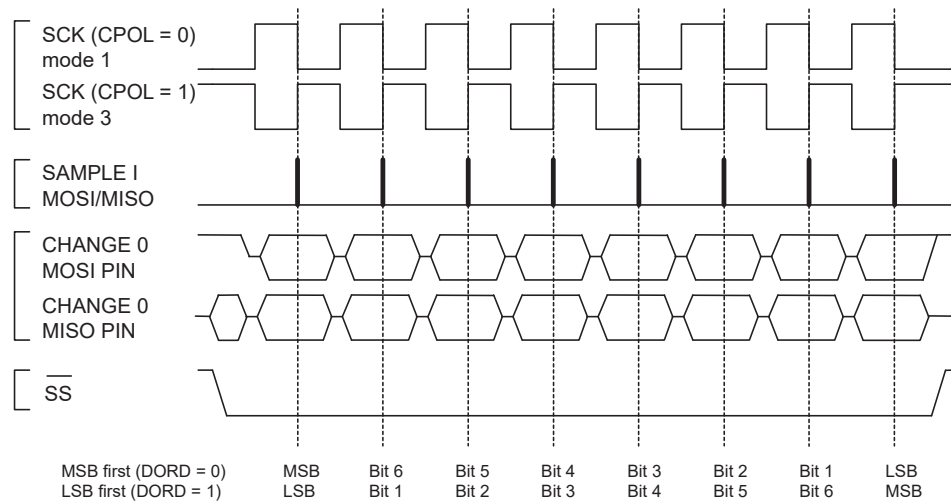 SCK (CPOL = 0)
mode 1
SCK (CPOL = 1)
mode 3
SAMPLE I
MOSI/MISO
CHANGE 0
MOSI PIN
CHANGE 0
MISO PIN
SS
MSB first (DORD = 0) MSB Bit 6 Bit 5 Bit 4 Bit 3 Bit 2 Bit 1 LSB
LSB first (DORD = 1) LSB Bit 1 Bit 2 Bit 3 Bit 4 Bit 5 Bit 6 MSB